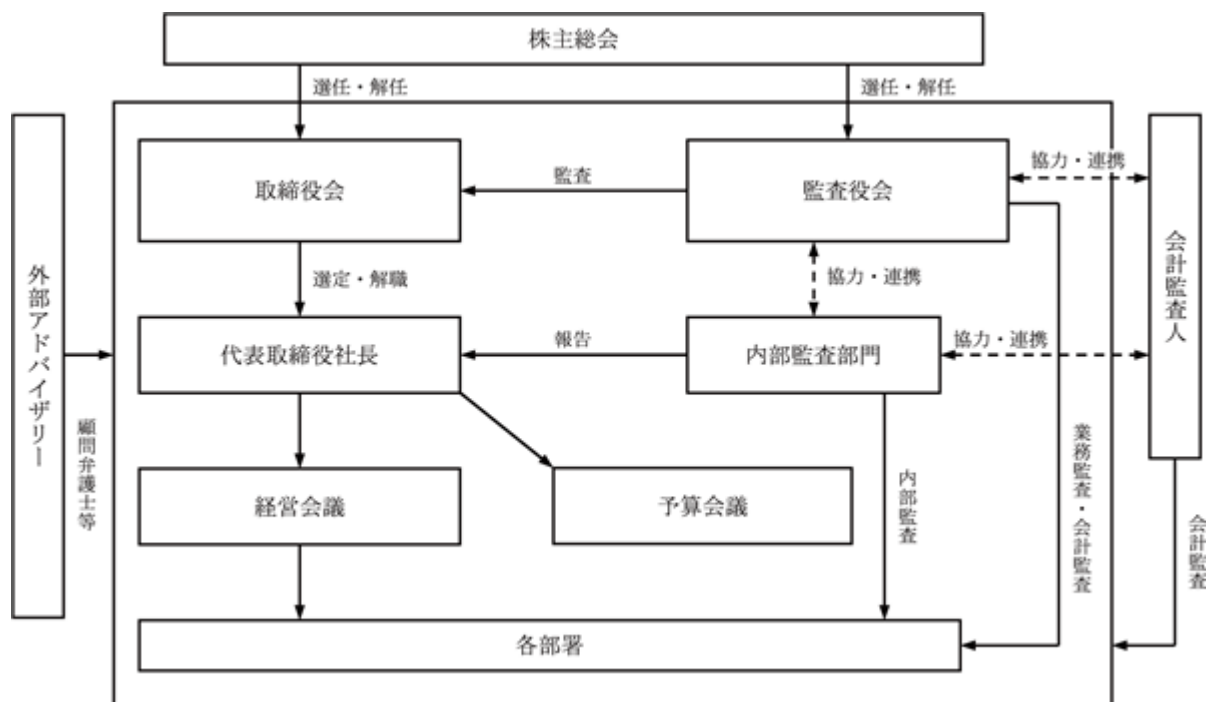 株主総会
選任・解任
選任・解任
取締役会
監査
監査役会
協力・連携
会計監査人
外部アドバイザリー
選定・解職
協力・連携
代表取締役社長
報告
内部監査部門
協力・連携
顧問弁護士等
経営会議
予算会議
内部監査
業務監査・会計監査
会計監査
各部署